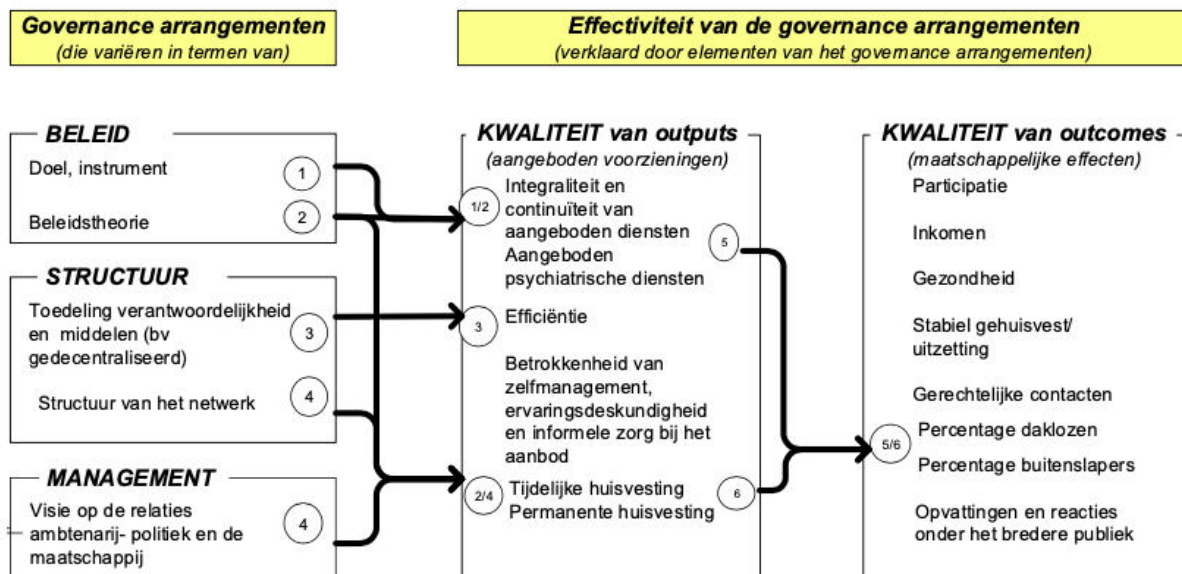 Governance arrangementen
(die variëren in termen van)
Effectiviteit van de governance arrangementen
(verklaard door elementen van het governance arrangementen)
BELEID
Doel, instrument
1
Beleidstheorie
2
STRUCTUUR
Toedeling verantwoordelijkheid
en middelen (bv
gedecentraliseerd)
3
Structuur van het netwerk
4
MANAGEMENT
Visie op de relaties
ambtenarij- politiek en de
maatschappij
4
KWALITEIT van outputs
(aangeboden voorzieningen)
1/2
Integraliteit en
continuïteit van
aangeboden diensten
Aangeboden
psychiatrische diensten
5
3
Efficiëntie
Betrokkenheid van
zelfmanagement,
ervaringsdeskundigheid
en informele zorg bij het
aanbod
2/4
Tijdelijke huisvesting
Permanente huisvesting
6
KWALITEIT van outcomes
(maatschappelijke effecten)
Participatie
Inkomen
Gezondheid
Stabiel gehuisvest/
uitzetting
Gerechtelijke contacten
5/6
Percentage daklozen
Percentage buitenslapers
Opvattingen en reacties
onder het bredere publiek